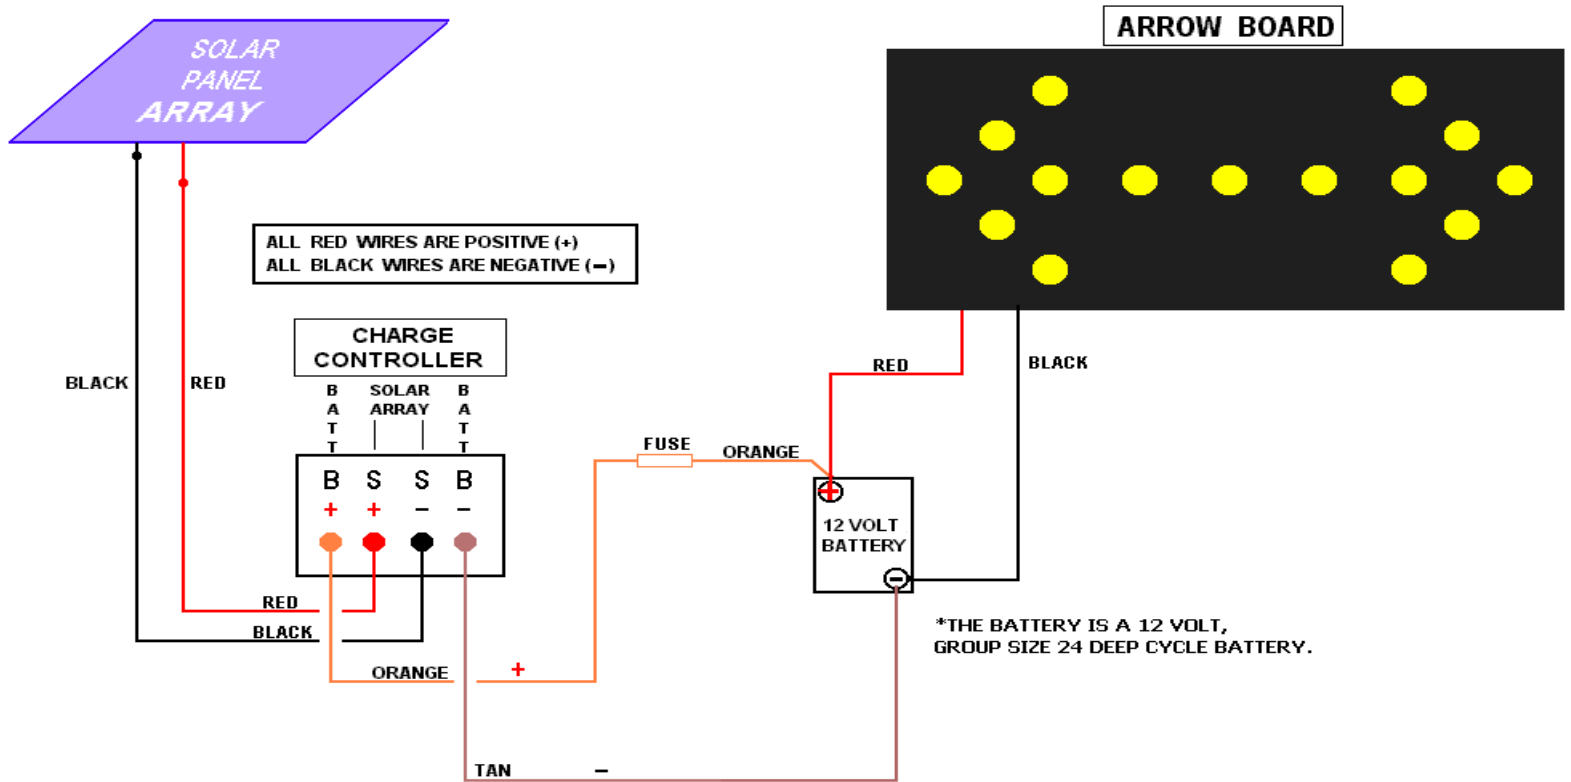 ARROW BOARD
SOLAR
PANEL
ARRAY
ALL RED WIRES ARE POSITIVE (+)
ALL BLACK WIRES ARE NEGATIVE (−)
CHARGE
CONTROLLER
BLACK
RED
BATT
SOLAR
ARRAY
BATT
RED
BLACK
FUSE
ORANGE
B S S B
+ + − −
+
12 VOLT
BATTERY
−
RED
BLACK
*THE BATTERY IS A 12 VOLT,
GROUP SIZE 24 DEEP CYCLE BATTERY.
ORANGE +
TAN −